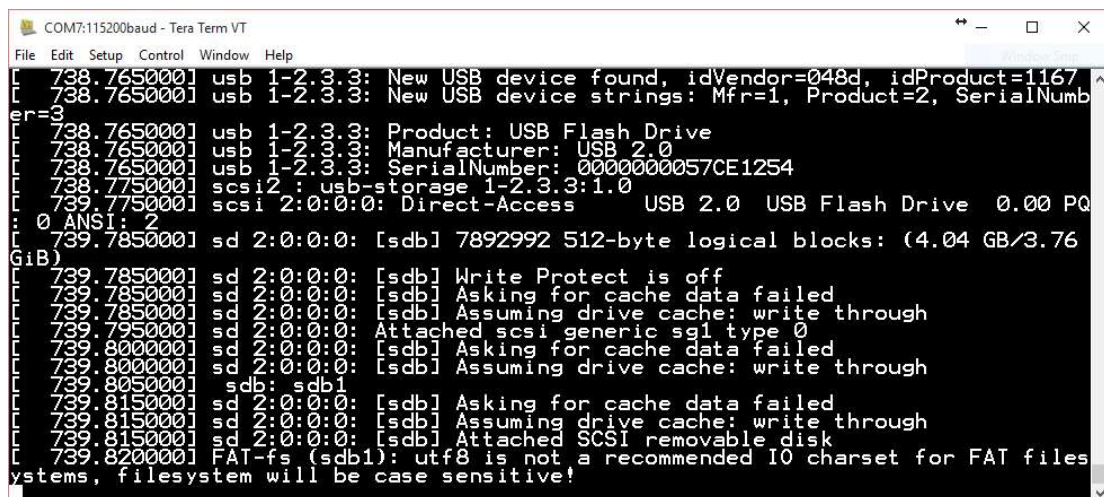 COM7:115200baud - Tera Term VT
File Edit Setup Control Window Help
[  738.765000] usb 1-2.3.3: New USB device found, idVendor=048d, idProduct=1167
[  738.765000] usb 1-2.3.3: New USB device strings: Mfr=1, Product=2, SerialNumb
er=3
[  738.765000] usb 1-2.3.3: Product: USB Flash Drive
[  738.765000] usb 1-2.3.3: Manufacturer: USB 2.0
[  738.765000] usb 1-2.3.3: SerialNumber: 0000000057CE1254
[  738.775000] scsi2 : usb-storage 1-2.3.3:1.0
[  739.775000] scsi 2:0:0:0: Direct-Access     USB 2.0  USB Flash Drive  0.00 PQ
: 0 ANSI: 2
[  739.785000] sd 2:0:0:0: [sdb] 7892992 512-byte logical blocks: (4.04 GB/3.76
GiB)
[  739.785000] sd 2:0:0:0: [sdb] Write Protect is off
[  739.785000] sd 2:0:0:0: [sdb] Asking for cache data failed
[  739.785000] sd 2:0:0:0: [sdb] Assuming drive cache: write through
[  739.795000] sd 2:0:0:0: Attached scsi generic sg1 type 0
[  739.800000] sd 2:0:0:0: [sdb] Asking for cache data failed
[  739.800000] sd 2:0:0:0: [sdb] Assuming drive cache: write through
[  739.805000]  sdb: sdb1
[  739.815000] sd 2:0:0:0: [sdb] Asking for cache data failed
[  739.815000] sd 2:0:0:0: [sdb] Assuming drive cache: write through
[  739.815000] sd 2:0:0:0: [sdb] Attached SCSI removable disk
[  739.820000] FAT-fs (sdb1): utf8 is not a recommended IO charset for FAT files
ystems, filesystem will be case sensitive!